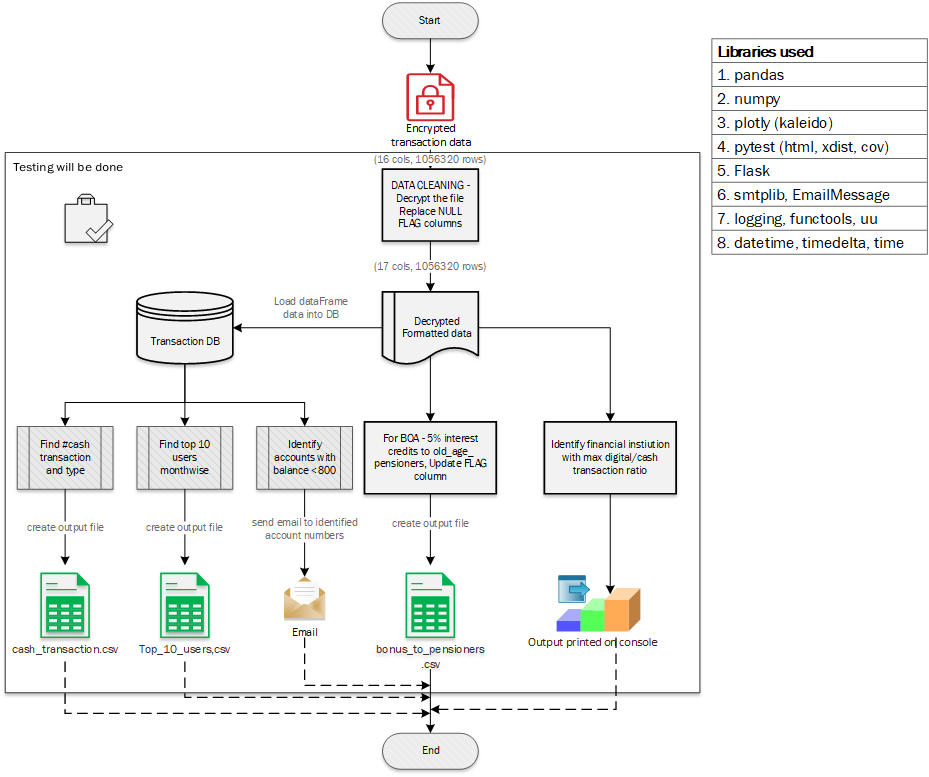 Start
Libraries used
1. pandas
2. numpy
3. plotly (kaleido)
4. pytest (html, xdist, cov)
5. Flask
6. smtplib, EmailMessage
7. logging, functools, uu
8. datetime, timedelta, time
Encrypted
transaction data
(16 cols, 1056320 rows)
Testing will be done
DATA CLEANING -
Decrypt the file
Replace NULL
FLAG columns
(17 cols, 1056320 rows)
Load dataFrame
data into DB
Transaction DB
Decrypted
Formatted data
Find #cash
transaction
and type
Find top 10
users
monthwise
Identify
accounts with
balance <800
For BOA - 5% interest
credits to old_age_
pensioners, Update FLAG
column
Identify financial instiution
with max digital/cash
transaction ratio
create output file
create output file
send email to identified
account numbers
create output file
cash_transaction.csv
Top_10_users,csv
Email
bonus_to_pensioners
.csv
Output printed on console
End